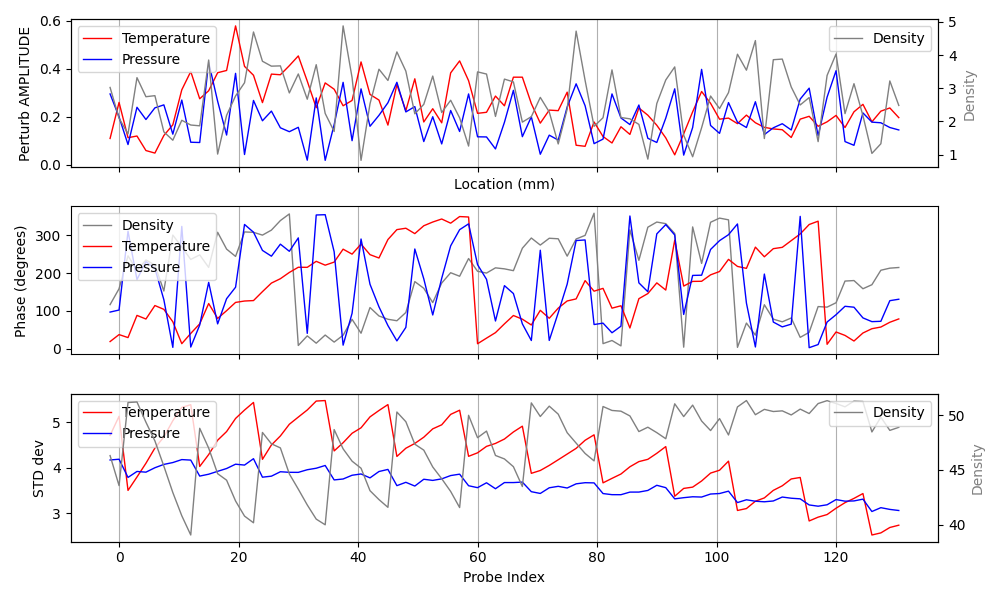 0.6
0.4
0.2
0.0
Perturb AMPLITUDE
Temperature
Pressure
Density
5
4
3
2
1
Density
Location (mm)
300
200
100
0
Phase (degrees)
Density
Temperature
Pressure
5
4
3
STD dev
Temperature
Pressure
Density
50
45
40
Density
0 20 40 60 80 100 120
Probe Index